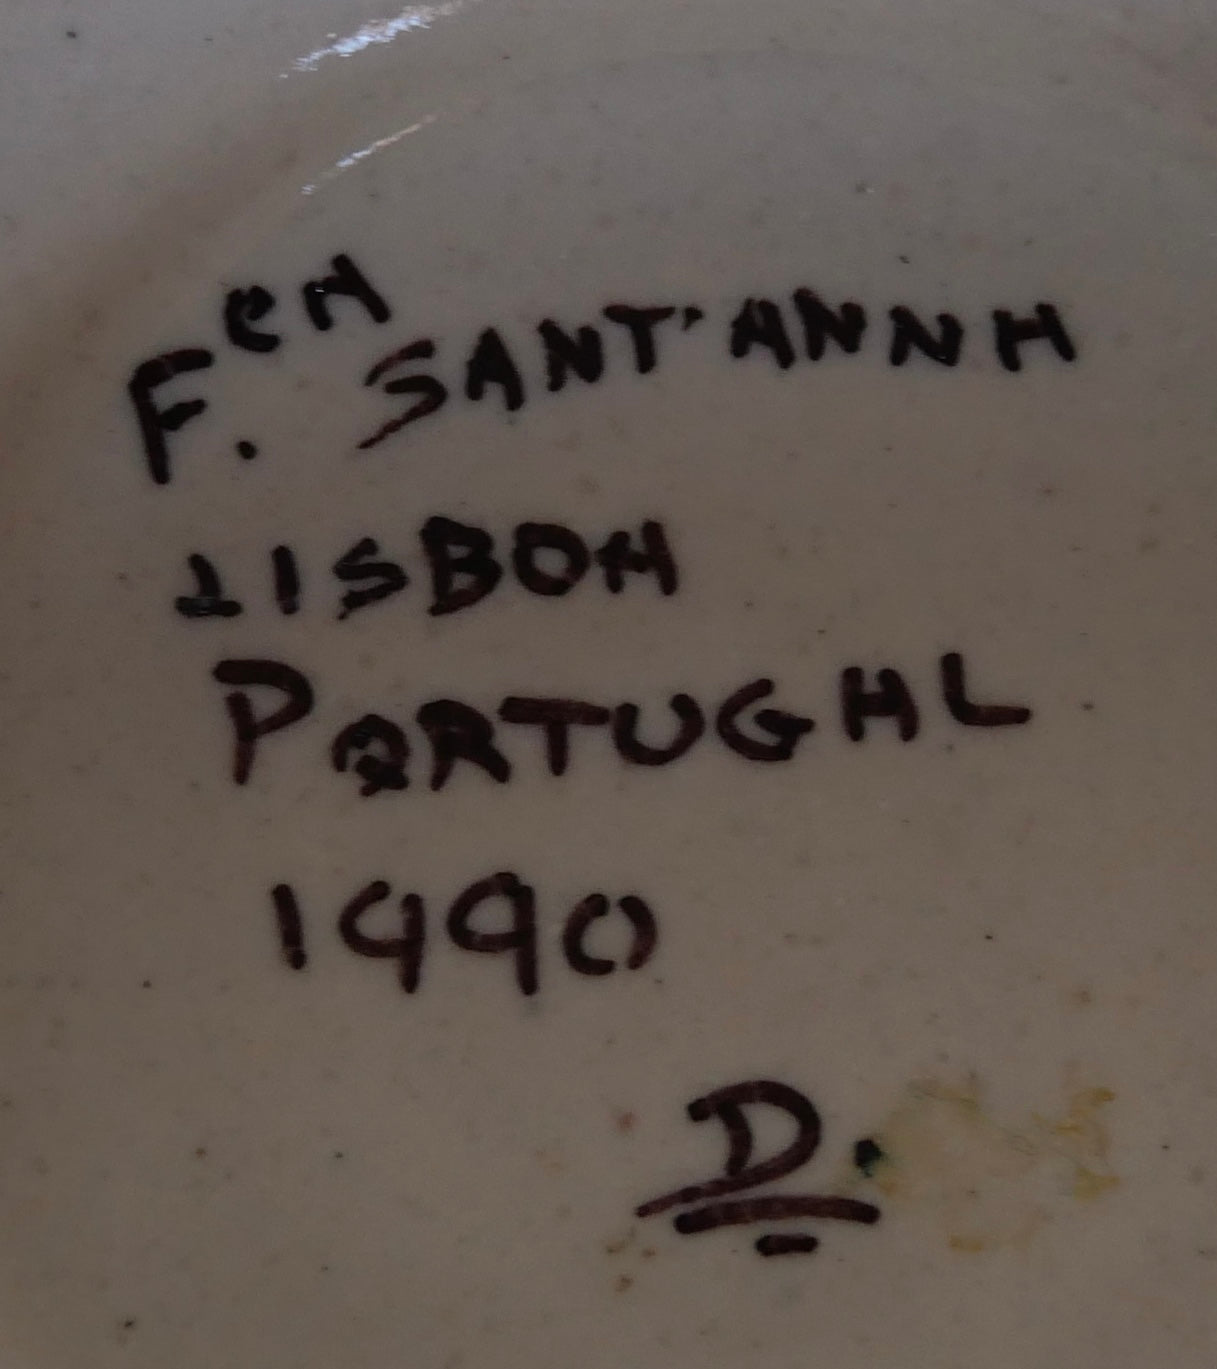 F.ca SANT'ANNA
LISBOA
PORTUGAL
1990
D.